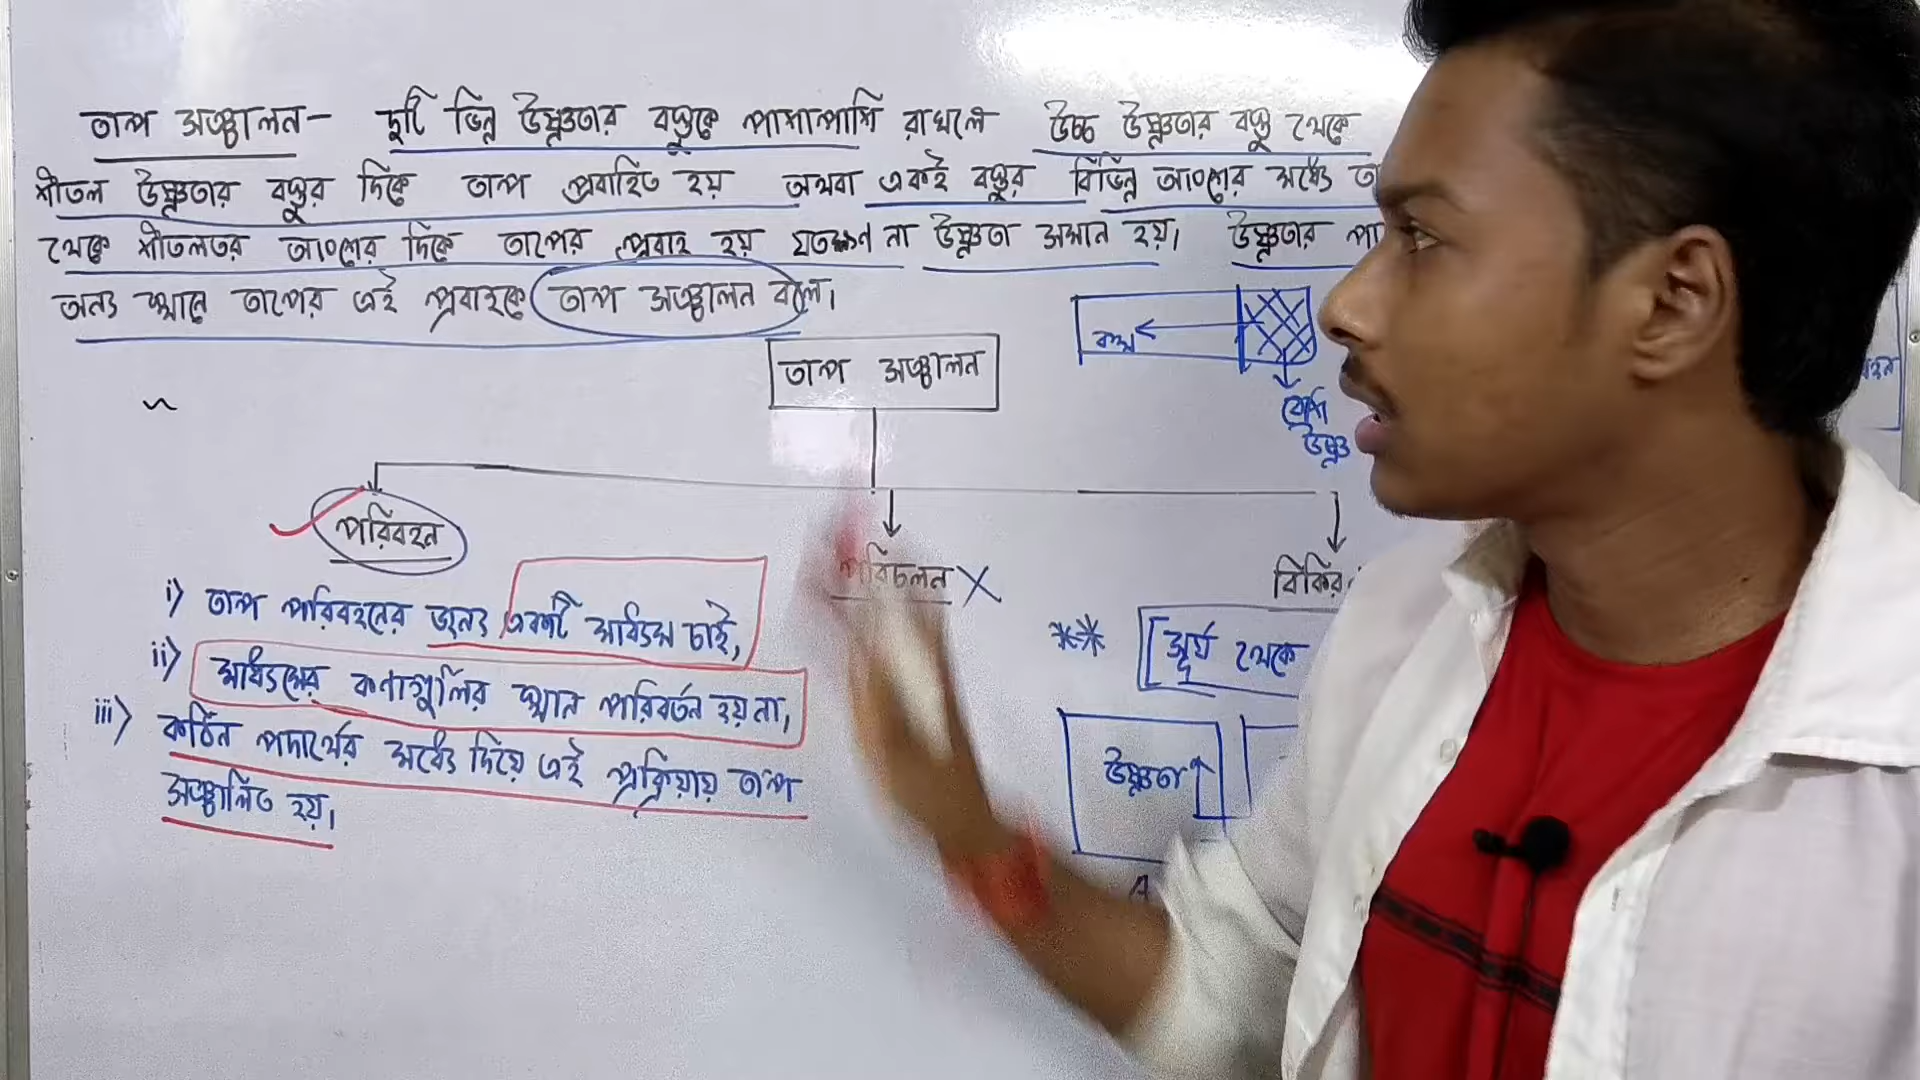 তাপ সঞ্চালন- দুটি ভিন্ন উষ্ণতার বস্তুকে পাশাপাশি রাখলে উচ্চ উষ্ণতার বস্তু থেকে
শীতল উষ্ণতার বস্তুর দিকে তাপ প্রবাহিত হয় অথবা একই বস্তুর বিভিন্ন অংশের মধ্যে
থেকে শীতলতর অংশের দিকে তাপের প্রবাহ হয় যতক্ষণ না উষ্ণতা সমান হয়। উষ্ণতার
অন্য স্থানে তাপের এই প্রবাহকে তাপ সঞ্চালন বলে।
তাপ সঞ্চালন
কম
বেশি
উষ্ণ
পরিবহন
পরিচলন X
i) তাপ পরিবহনের জন্য একটি মাধ্যম চাই,
ii) মাধ্যমের কণাগুলির স্থান পরিবর্তন হয় না,
iii) কঠিন পদার্থের মধ্যে দিয়ে এই প্রক্রিয়ায় তাপ
সঞ্চালিত হয়।
** [সূর্য থেকে
উষ্ণতা
A